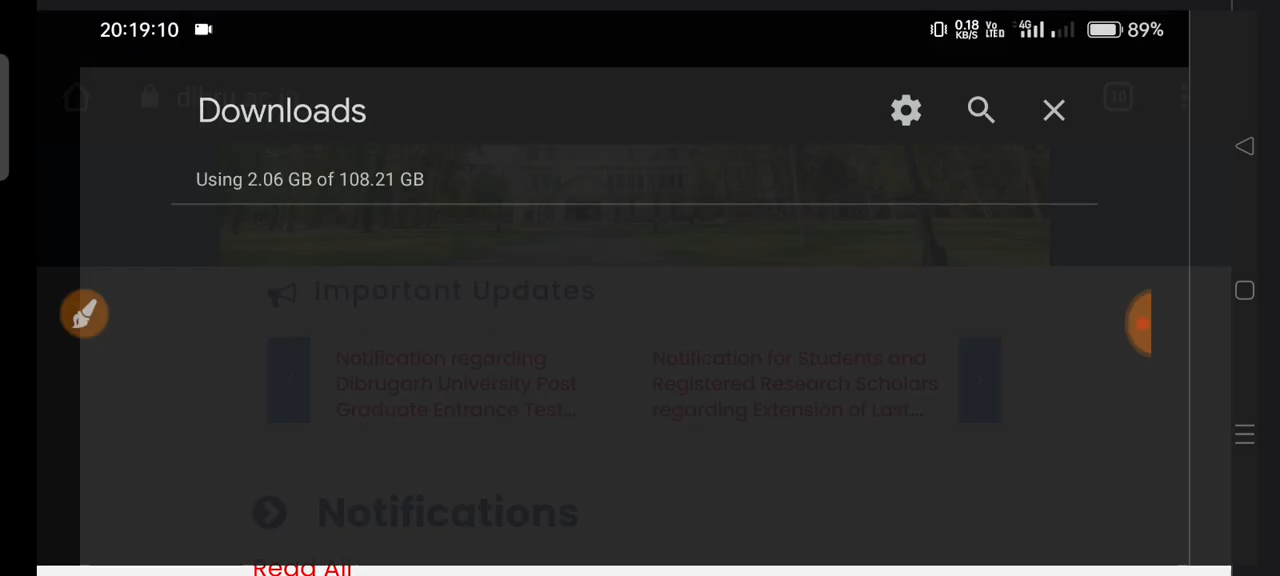 20:19:10 0.18 KB/S Vo LTED 4G 89%
Downloads
10
Using 2.06 GB of 108.21 GB
Important Updates
Notification regarding
Dibrugarh University Post
Graduate Entrance Test...
Notification for Students and
Registered Research Scholars
regarding Extension of Last...
Notifications
Read All